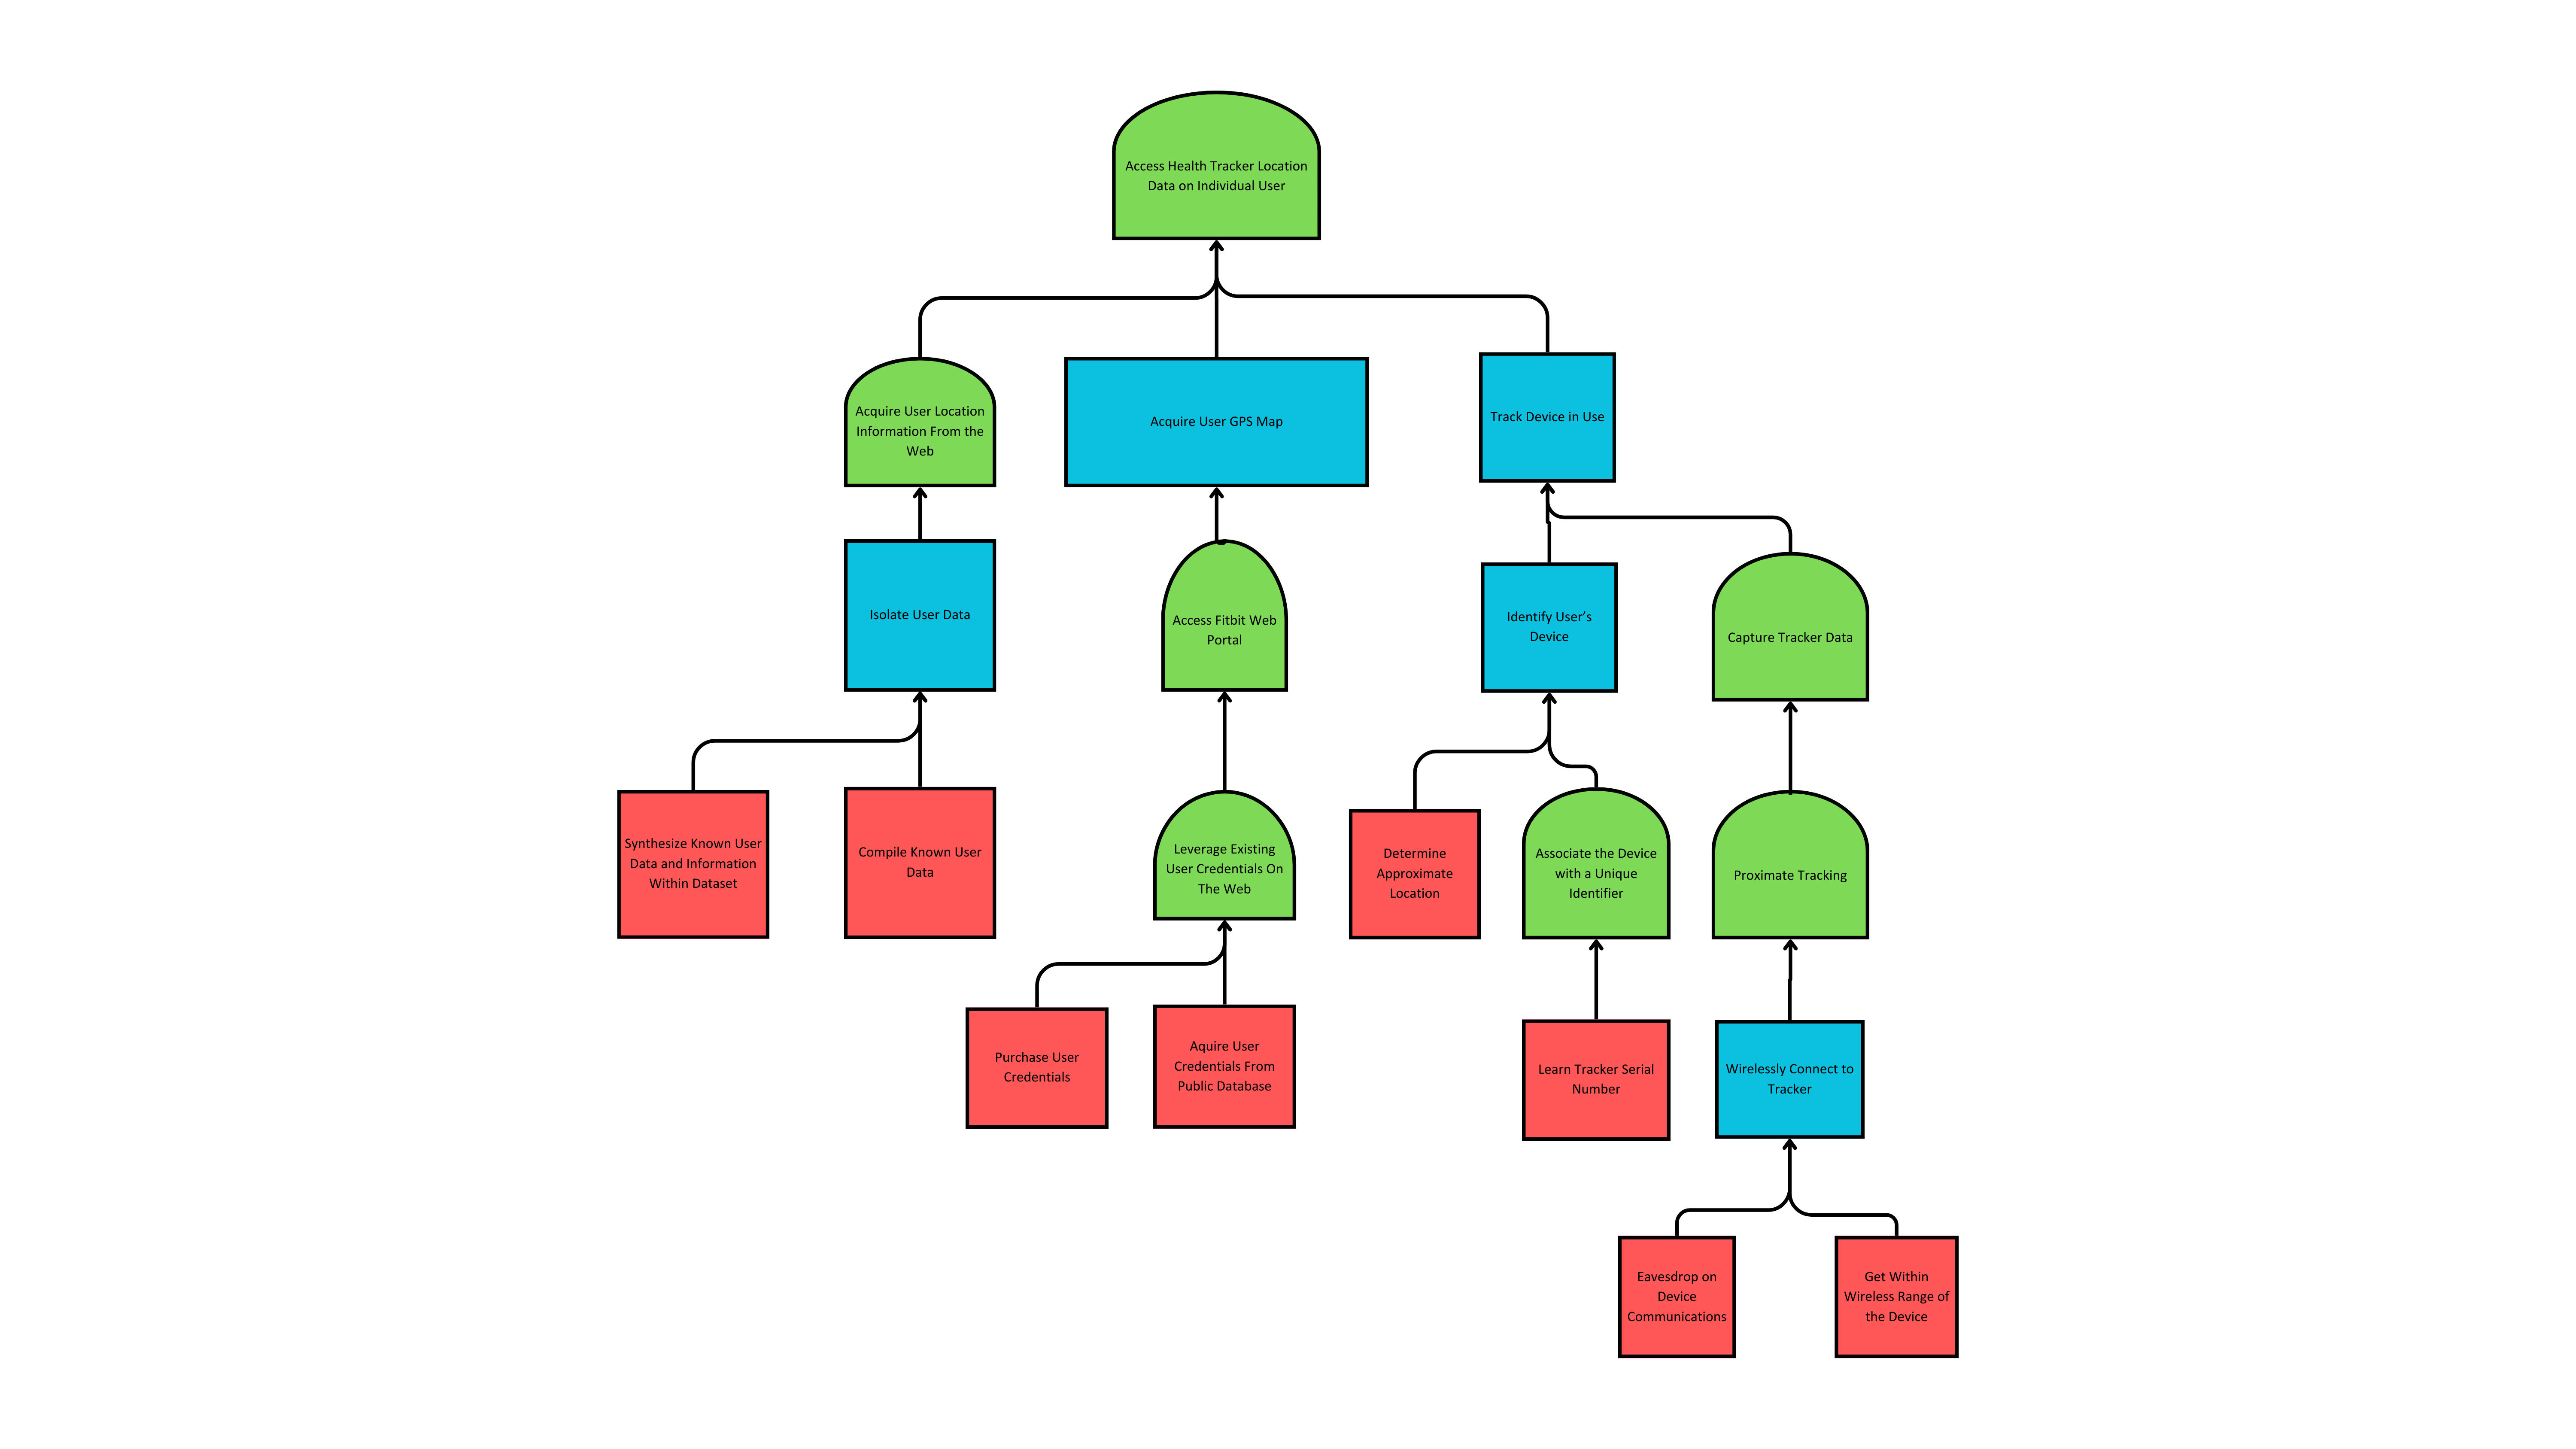 Access Health Tracker Location
Data on Individual User
Acquire User Location
Information From the
Web
Acquire User GPS Map
Track Device in Use
Isolate User Data
Access Fitbit Web
Portal
Identify User’s
Device
Capture Tracker Data
Synthesize Known User
Data and Information
Within Dataset
Compile Known User
Data
Leverage Existing
User Credentials On
The Web
Determine
Approximate
Location
Associate the Device
with a Unique
Identifier
Proximate Tracking
Purchase User
Credentials
Aquire User
Credentials From
Public Database
Learn Tracker Serial
Number
Wirelessly Connect to
Tracker
Eavesdrop on
Device
Communications
Get Within
Wireless Range of
the Device